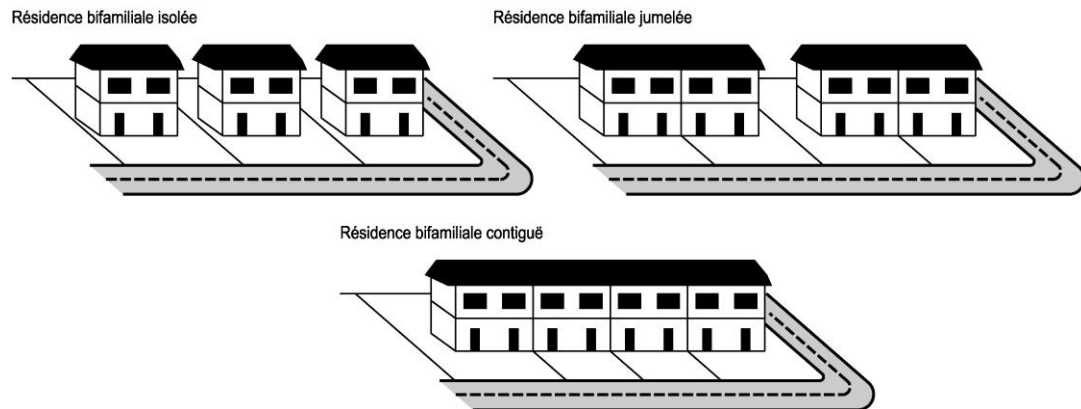 Résidence bifamiliale isolée
Résidence bifamiliale jumelée
Résidence bifamiliale contiguë